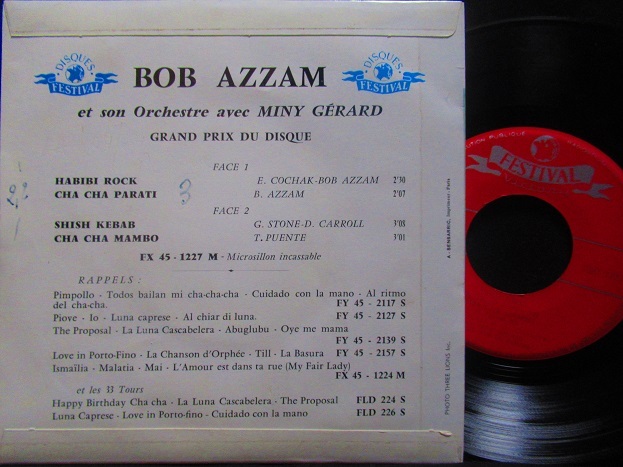 DISQUES
FESTIVAL
BOB AZZAM
DISQUES
FESTIVAL
et son Orchestre avec MINY GÉRARD
GRAND PRIX DU DISQUE
FACE 1
HABIBI ROCK E. COCHAK-BOB AZZAM 2'30
CHA CHA PARATI B. AZZAM 2'07
3
FACE 2
SHISH KEBAB G. STONE-D. CARROLL 3'08
CHA CHA MAMBO T. PUENTE 3'01
FX 45 - 1227 M - Microsillon incassable
RAPPELS :
Pimpollo - Todos bailan mi cha-cha-cha - Cuidado con la mano - Al ritmo
del cha-cha. FY 45 - 2117 S
Piove - Io - Luna caprese - Al chiar di luna. FY 45 - 2127 S
The Proposal - La Luna Cascabelera - Abuglubu - Oye me mama
FY 45 - 2139 S
Love in Porto-Fino - La Chanson d'Orphée - Till - La Basura FY 45 - 2157 S
Ismaïlia - Malatia - Mai - L'Amour est dans ta rue (My Fair Lady)
FX 45 - 1224 M
et les 33 Tours
Happy Birthday Cha cha - La Luna Cascabelera - The Proposal FLD 224 S
Luna Caprese - Love in Porto-fino - Cuidado con la mano FLD 226 S
PHOTO THREE LIONS
FESTIVAL